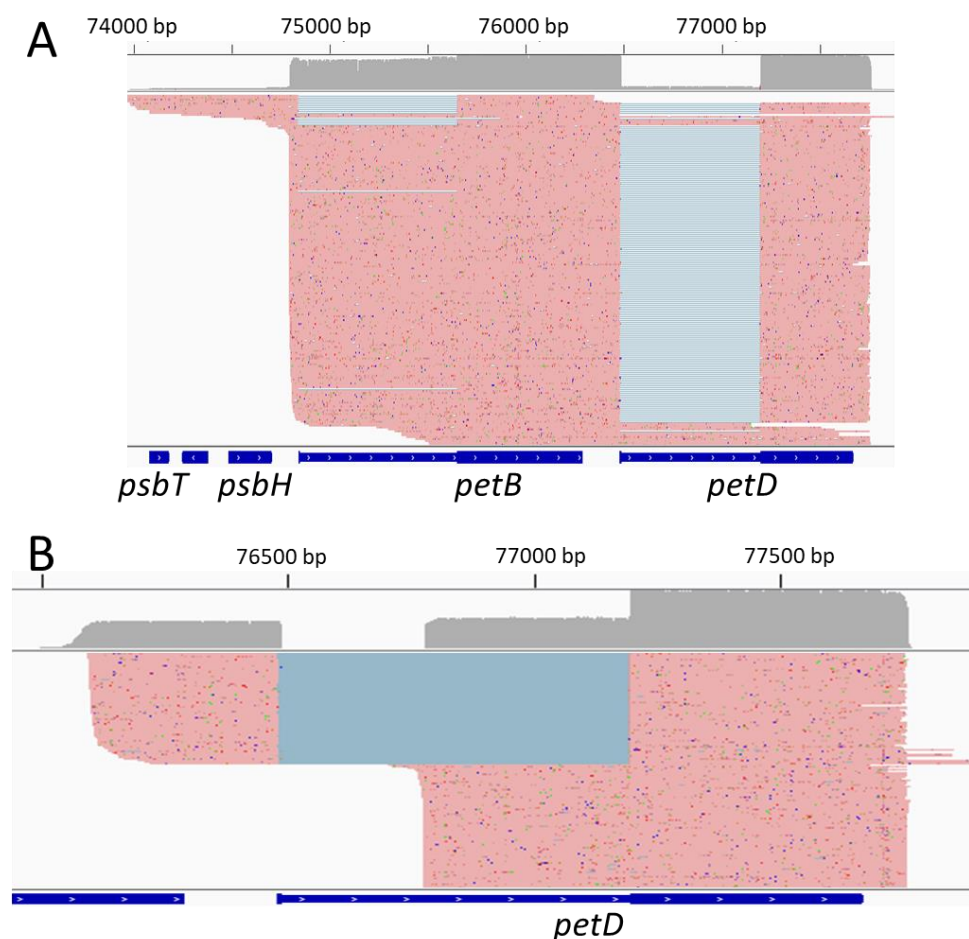 A
74000 bp 75000 bp 76000 bp 77000 bp
psbT psbH petB petD
B
76500 bp 77000 bp 77500 bp
petD